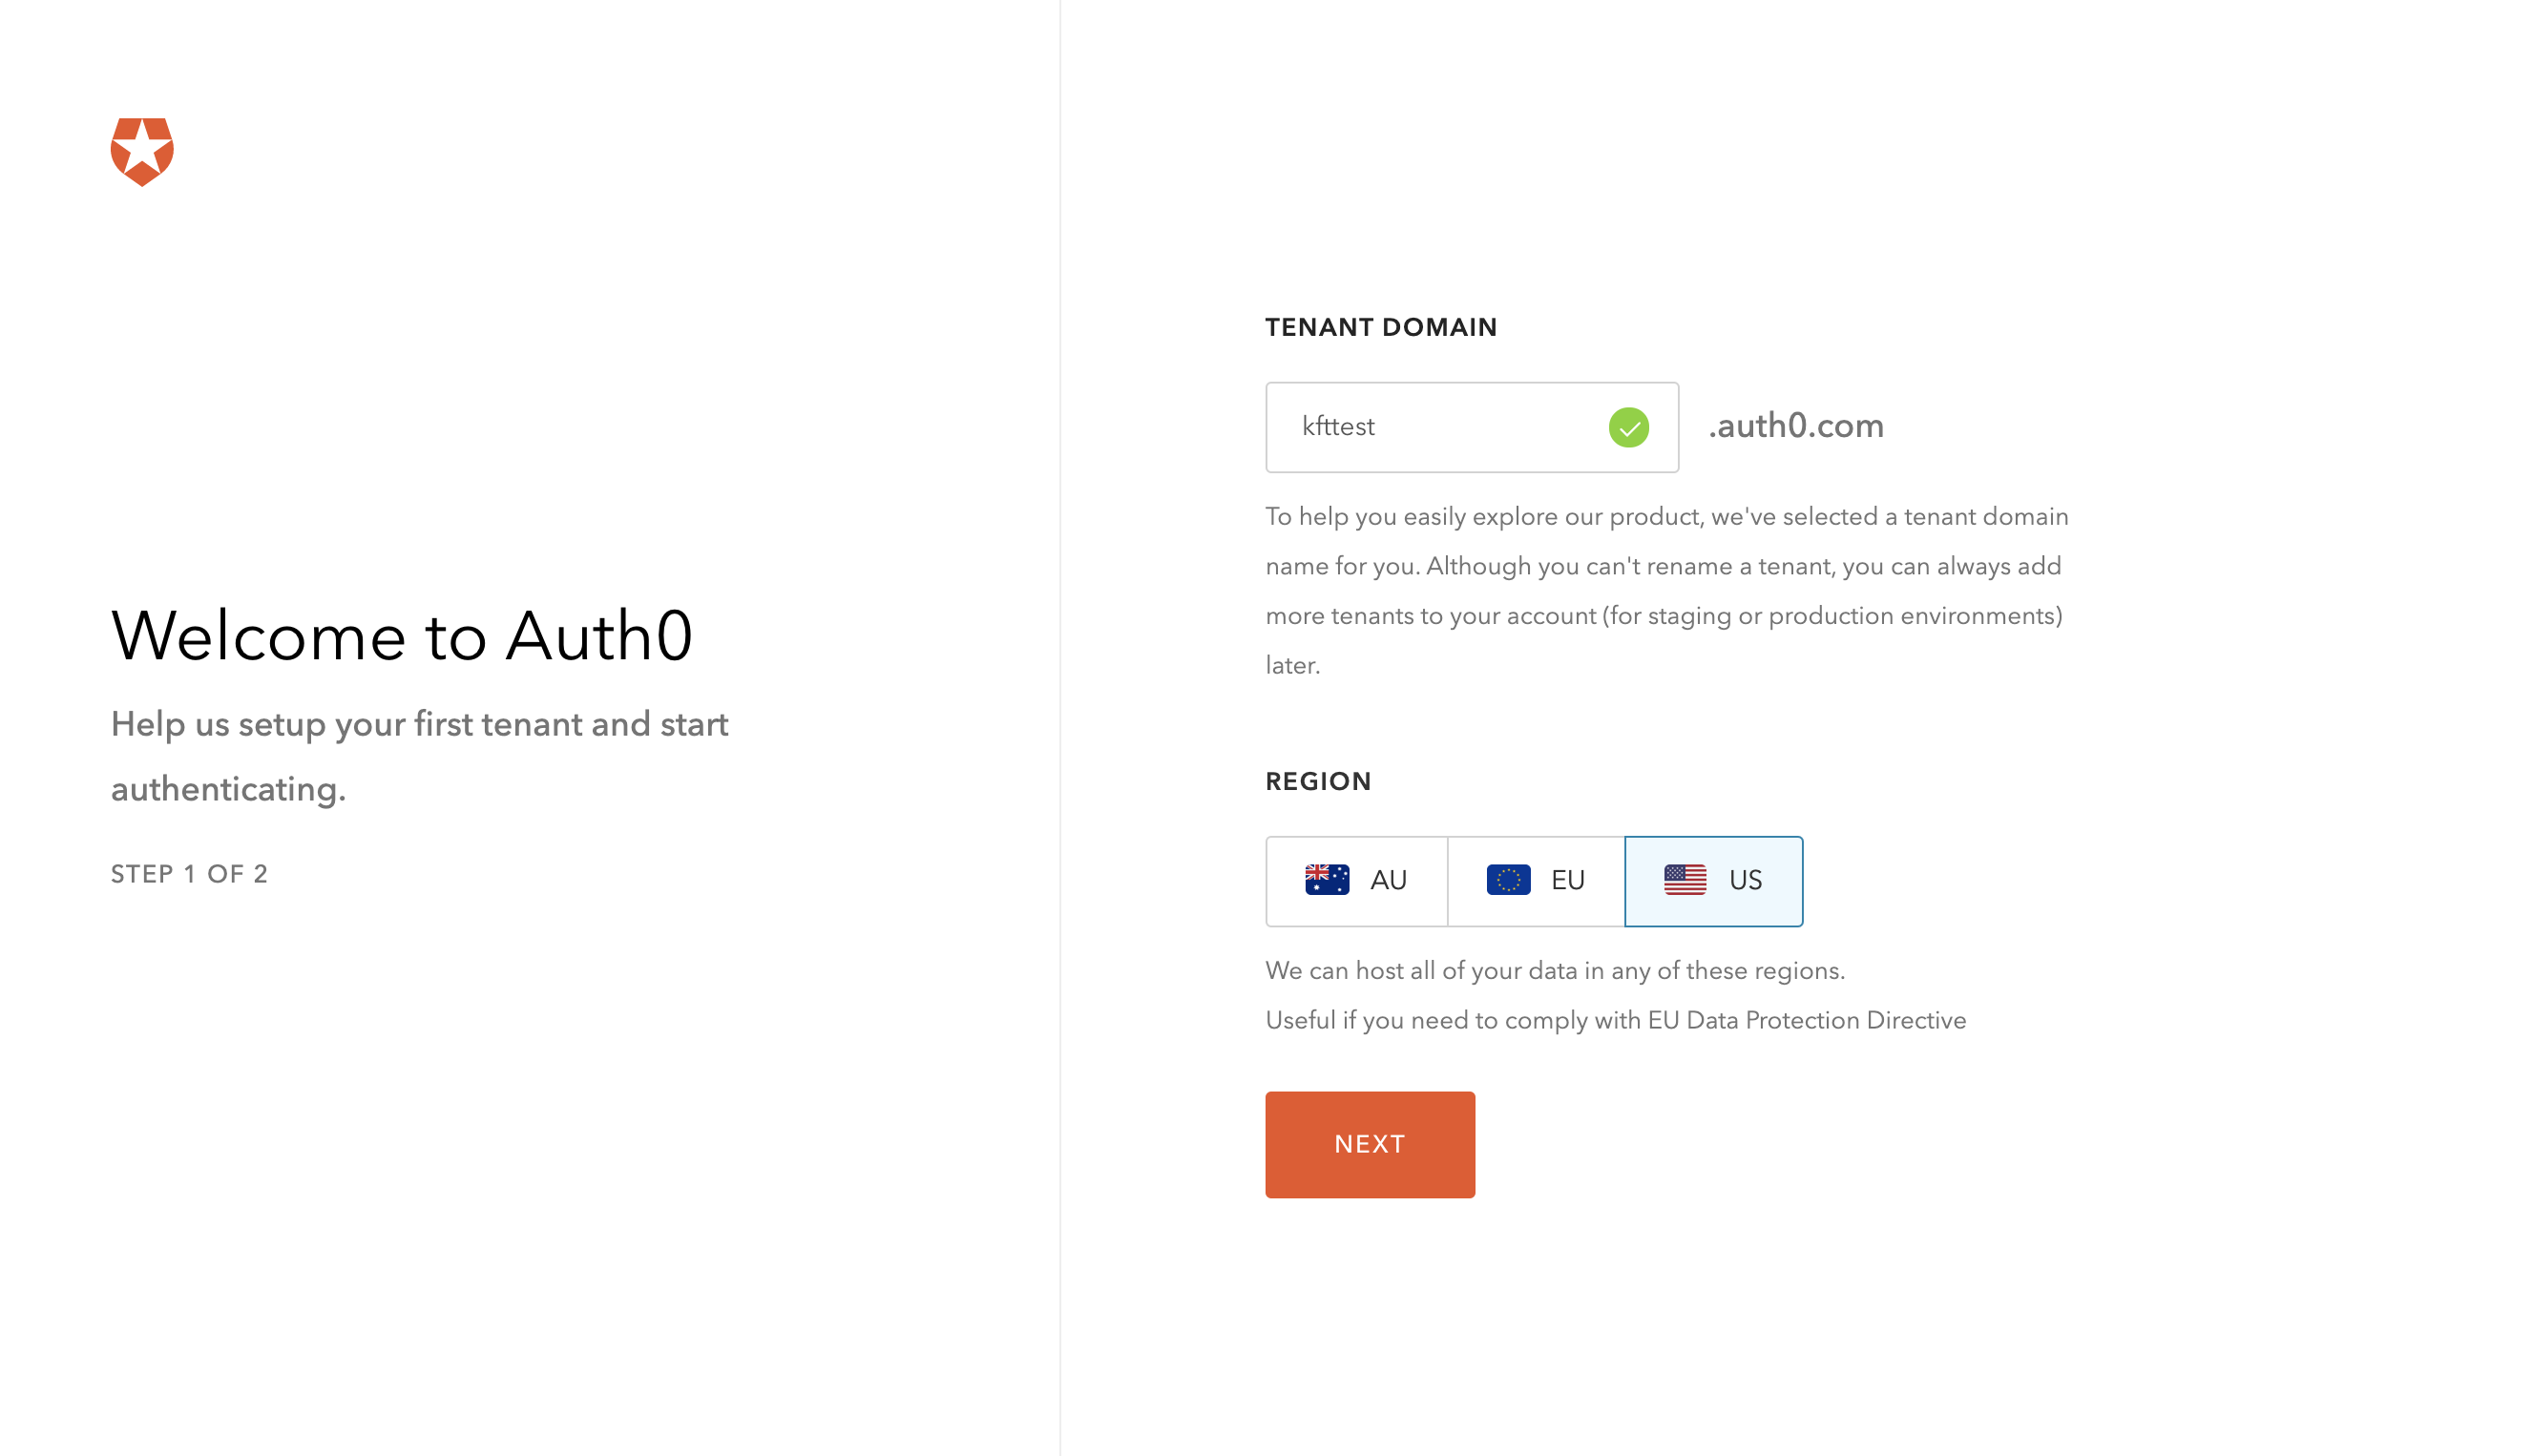 Welcome to Auth0
Help us setup your first tenant and start
authenticating.
STEP 1 OF 2
TENANT DOMAIN
kfttest
.auth0.com
To help you easily explore our product, we've selected a tenant domain
name for you. Although you can't rename a tenant, you can always add
more tenants to your account (for staging or production environments)
later.
REGION
AU
EU
US
We can host all of your data in any of these regions.
Useful if you need to comply with EU Data Protection Directive
NEXT